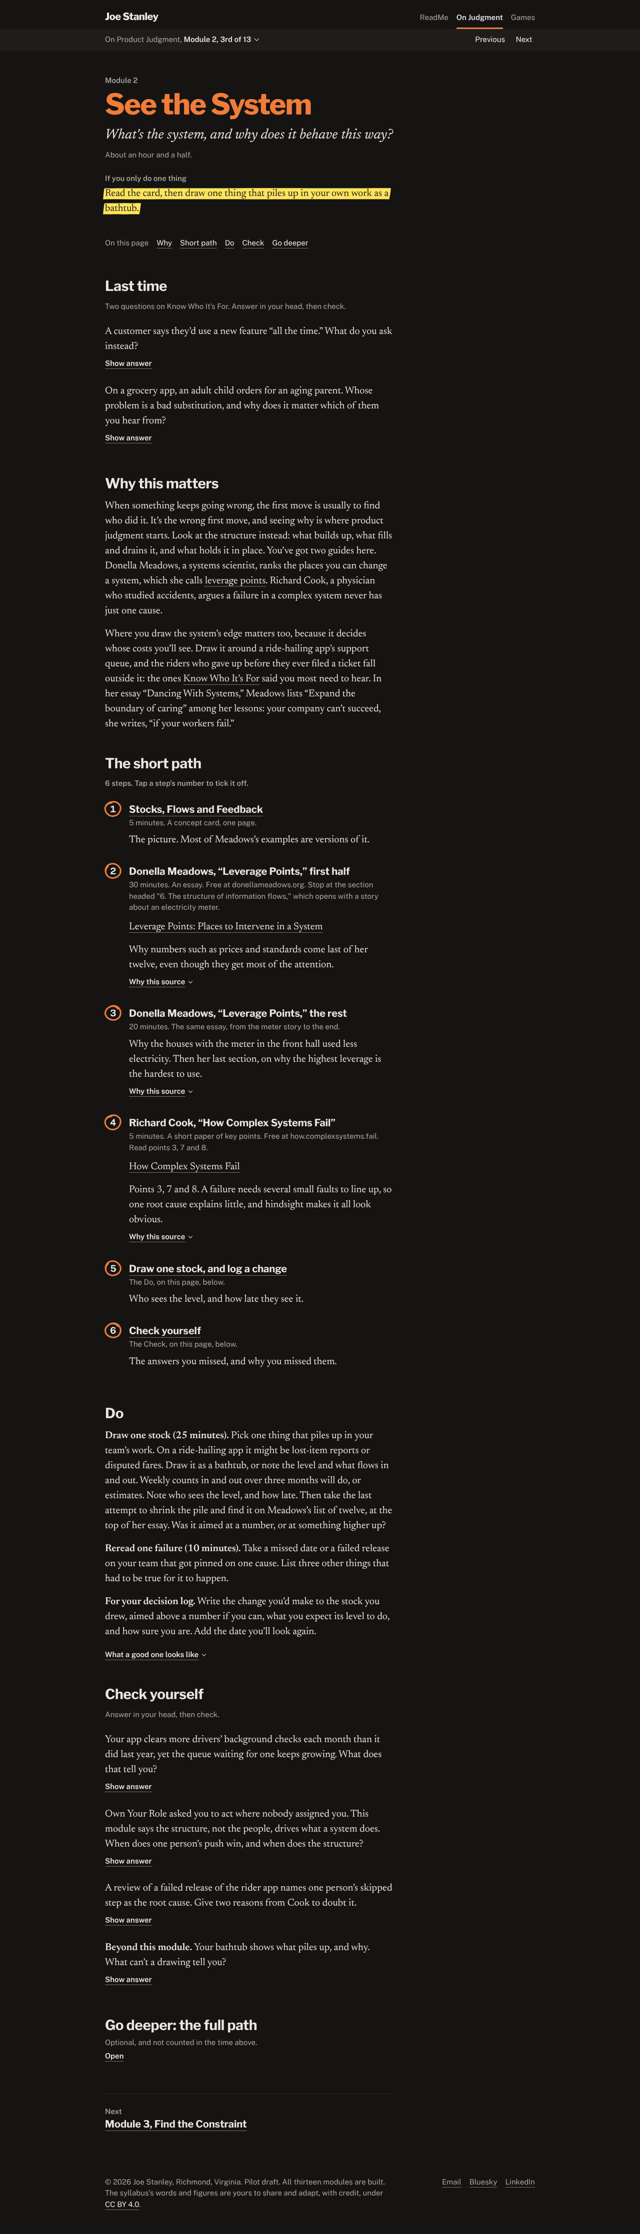 Joe Stanley
ReadMe On Judgment Games
On Product Judgment, Module 2, 3rd of 13
Previous Next
Module 2
See the System
What's the system, and why does it behave this way?
About an hour and a half.
If you only do one thing
Read the card, then draw one thing that piles up in your own work as a
bathtub.
On this page Why Short path Do Check Go deeper
Last time
Two questions on Know Who It's For. Answer in your head, then check.
A customer says they’d use a new feature “all the time.” What do you ask
instead?
Show answer
On a grocery app, an adult child orders for an aging parent. Whose
problem is a bad substitution, and why does it matter which of them
you hear from?
Show answer
Why this matters
When something keeps going wrong, the first move is usually to find
who did it. It’s the wrong first move, and seeing why is where product
judgment starts. Look at the structure instead: what builds up, what fills
and drains it, and what holds it in place. You’ve got two guides here.
Donella Meadows, a systems scientist, ranks the places you can change
a system, which she calls leverage points. Richard Cook, a physician
who studied accidents, argues a failure in a complex system never has
just one cause.
Where you draw the system’s edge matters too, because it decides
whose costs you’ll see. Draw it around a ride-hailing app’s support
queue, and the riders who gave up before they ever filed a ticket fall
outside it: the ones Know Who It’s For said you most need to hear. In
her essay “Dancing With Systems,” Meadows lists “Expand the
boundary of caring” among her lessons: your company can’t succeed,
she writes, “if your workers fail.”
The short path
6 steps. Tap a step's number to tick it off.
1 Stocks, Flows and Feedback
5 minutes. A concept card, one page.
The picture. Most of Meadows’s examples are versions of it.
2 Donella Meadows, “Leverage Points,” first half
30 minutes. An essay. Free at donellameadows.org. Stop at the section
headed "6. The structure of information flows," which opens with a story
about an electricity meter.
Leverage Points: Places to Intervene in a System
Why numbers such as prices and standards come last of her
twelve, even though they get most of the attention.
Why this source
3 Donella Meadows, “Leverage Points,” the rest
20 minutes. The same essay, from the meter story to the end.
Why the houses with the meter in the front hall used less
electricity. Then her last section, on why the highest leverage is
the hardest to use.
Why this source
4 Richard Cook, “How Complex Systems Fail”
5 minutes. A short paper of key points. Free at how.complexsystems.fail.
Read points 3, 7 and 8.
How Complex Systems Fail
Points 3, 7 and 8. A failure needs several small faults to line up, so
one root cause explains little, and hindsight makes it all look
obvious.
Why this source
5 Draw one stock, and log a change
The Do, on this page, below.
Who sees the level, and how late they see it.
6 Check yourself
The Check, on this page, below.
The answers you missed, and why you missed them.
Do
Draw one stock (25 minutes). Pick one thing that piles up in your
team’s work. On a ride-hailing app it might be lost-item reports or
disputed fares. Draw it as a bathtub, or note the level and what flows in
and out. Weekly counts in and out over three months will do, or
estimates. Note who sees the level, and how late. Then take the last
attempt to shrink the pile and find it on Meadows’s list of twelve, at the
top of her essay. Was it aimed at a number, or at something higher up?
Reread one failure (10 minutes). Take a missed date or a failed release
on your team that got pinned on one cause. List three other things that
had to be true for it to happen.
For your decision log. Write the change you’d make to the stock you
drew, aimed above a number if you can, what you expect its level to do,
and how sure you are. Add the date you’ll look again.
What a good one looks like
Check yourself
Answer in your head, then check.
Your app clears more drivers’ background checks each month than it
did last year, yet the queue waiting for one keeps growing. What does
that tell you?
Show answer
Own Your Role asked you to act where nobody assigned you. This
module says the structure, not the people, drives what a system does.
When does one person’s push win, and when does the structure?
Show answer
A review of a failed release of the rider app names one person’s skipped
step as the root cause. Give two reasons from Cook to doubt it.
Show answer
Beyond this module. Your bathtub shows what piles up, and why.
What can’t a drawing tell you?
Show answer
Go deeper: the full path
Optional, and not counted in the time above.
Open
Next
Module 3, Find the Constraint
© 2026 Joe Stanley, Richmond, Virginia. Pilot draft. All thirteen modules are built.
The syllabus's words and figures are yours to share and adapt, with credit, under
CC BY 4.0.
Email Bluesky LinkedIn